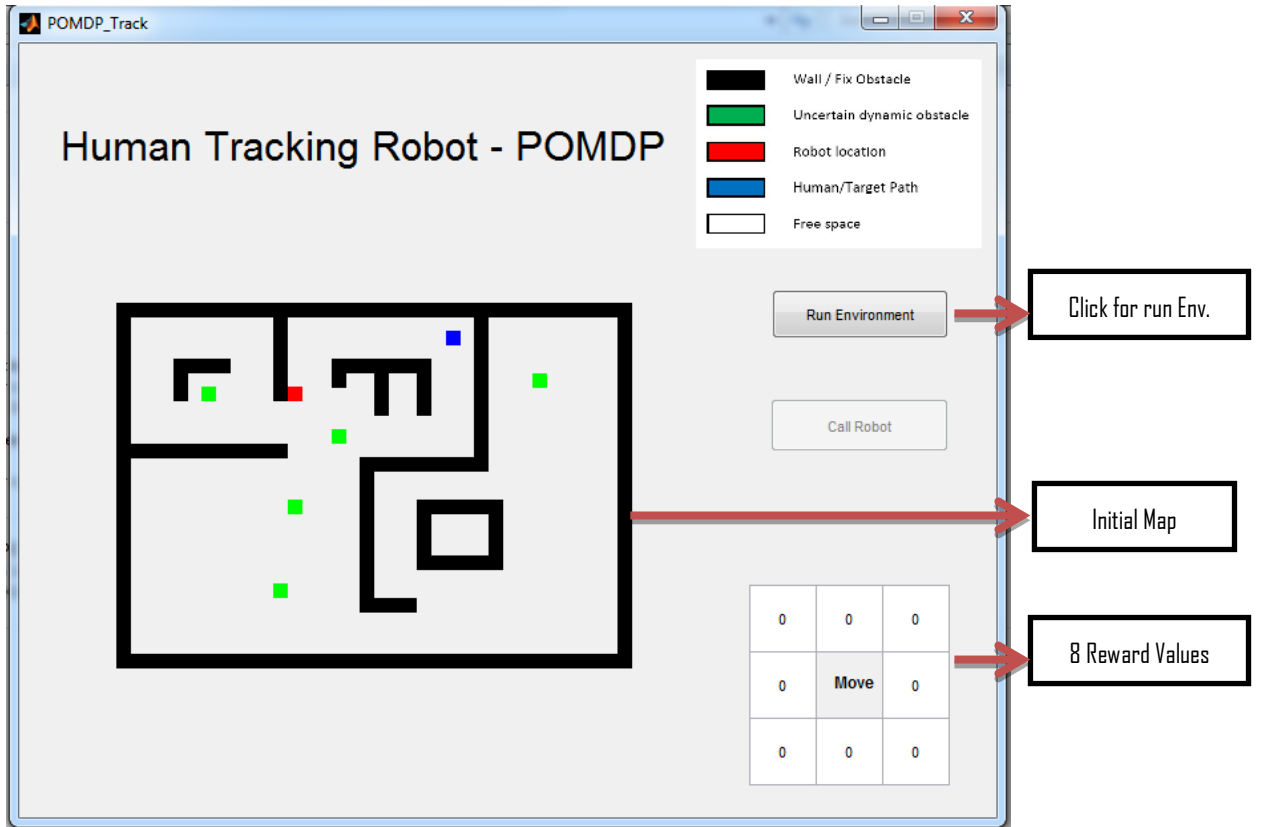 POMDP_Track
Human Tracking Robot - POMDP
Wall / Fix Obstacle
Uncertain dynamic obstacle
Robot location
Human/Target Path
Free space
Run Environment
Click for run Env.
Call Robot
Initial Map
0 0 0
0 Move 0
0 0 0
8 Reward Values